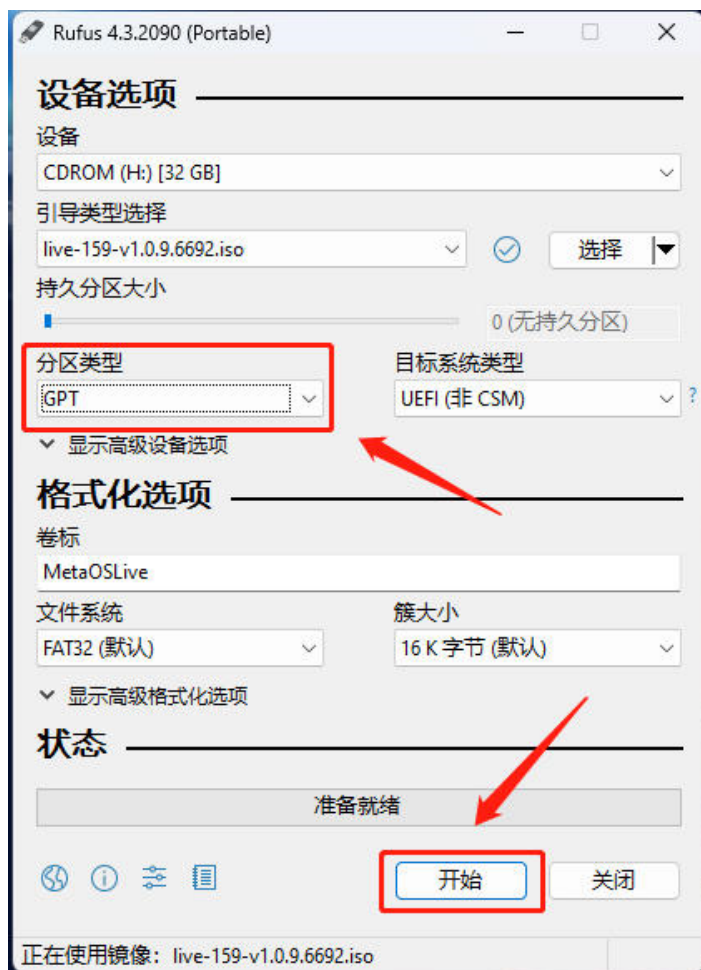 Rufus 4.3.2090 (Portable)
设备选项
设备
CDROM (H:) [32 GB]
引导类型选择
live-159-v1.0.9.6692.iso
选择
持久分区大小
0 (无持久分区)
分区类型
目标系统类型
GPT
UEFI (非 CSM)
?
显示高级设备选项
格式化选项
卷标
MetaOSLive
文件系统
簇大小
FAT32 (默认)
16 K 字节 (默认)
显示高级格式化选项
状态
准备就绪
开始
关闭
正在使用镜像：live-159-v1.0.9.6692.iso